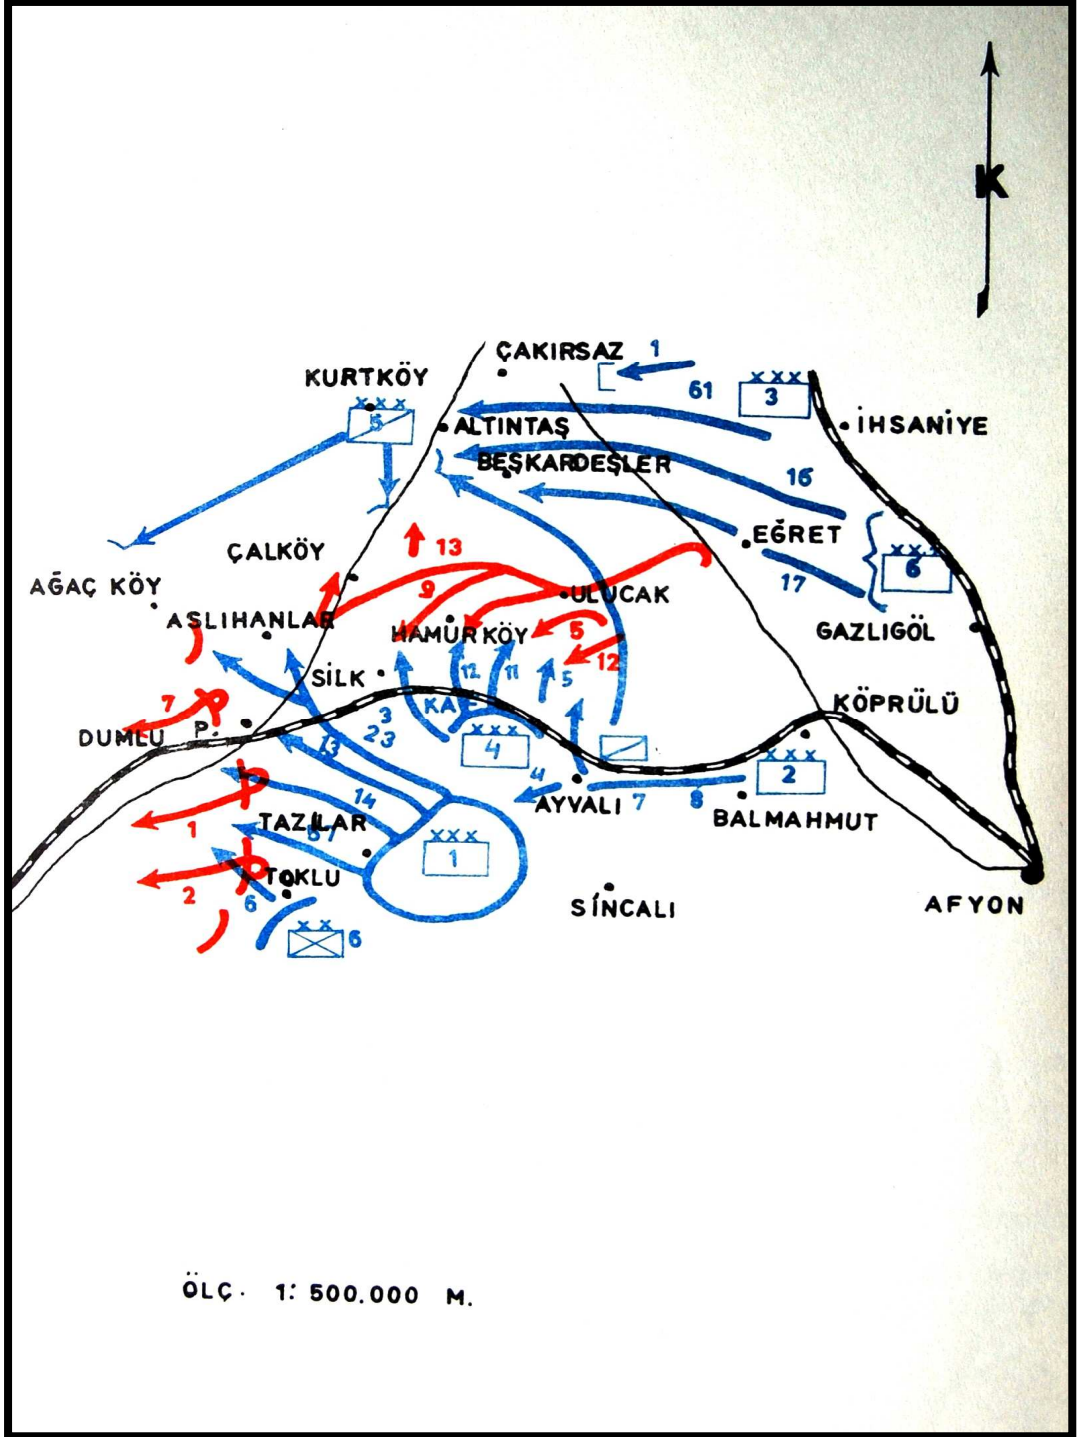 K
ÇAKIRSAZ
1
KURTKÖY
61
X X X
3
X X X
5
İHSANİYE
ALTINTAŞ
BEŞKARDEŞLER
16
EĞRET
ÇALKÖY
13
X X X
6
AĞAÇ KÖY
9
17
ULUCAK
ASLIHANLAR
HAMURKÖY
5
GAZLIGÖL
12
SİLK
12
11
5
7
KÖPRÜLÜ
3
23
DUMLU P.
13
X X X
4
X X X
2
4
AYVALI
7
8
14
BALMAHMUT
1
TAZILAR
57
X X X
1
TOKLU
2
6
SİNCALI
AFYON
X X
6
ÖLÇ. 1: 500.000 M.